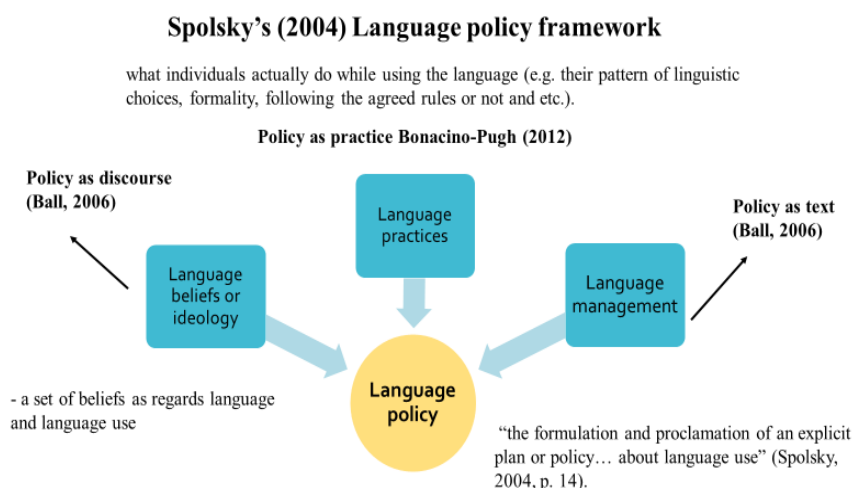 Spolsky's (2004) Language policy framework
what individuals actually do while using the language (e.g. their pattern of linguistic
choices, formality, following the agreed rules or not and etc.).
Policy as practice Bonacino-Pugh (2012)
Policy as discourse
(Ball, 2006)
Language
practices
Policy as text
(Ball, 2006)
Language
beliefs or
ideology
Language
management
Language
policy
- a set of beliefs as regards language
and language use
“the formulation and proclamation of an explicit
plan or policy… about language use” (Spolsky,
2004, p. 14).